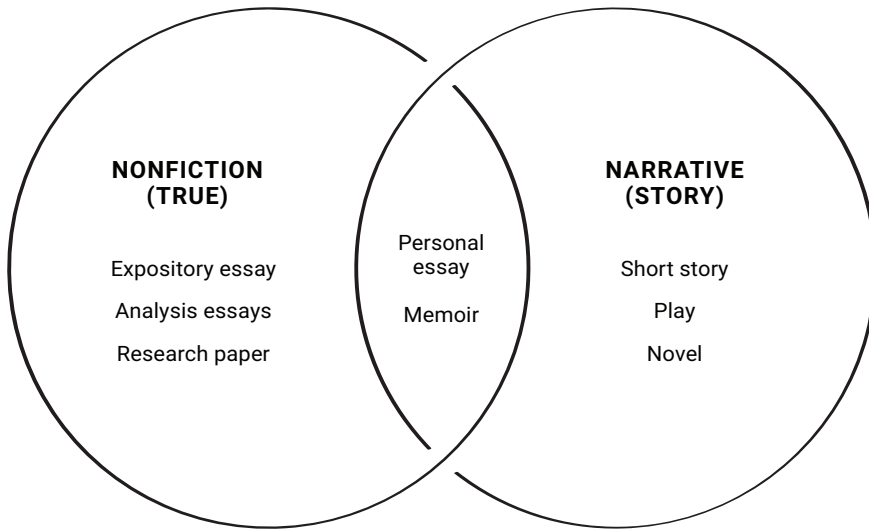 NONFICTION
(TRUE)
Expository essay
Analysis essays
Research paper
Personal
essay
Memoir
NARRATIVE
(STORY)
Short story
Play
Novel